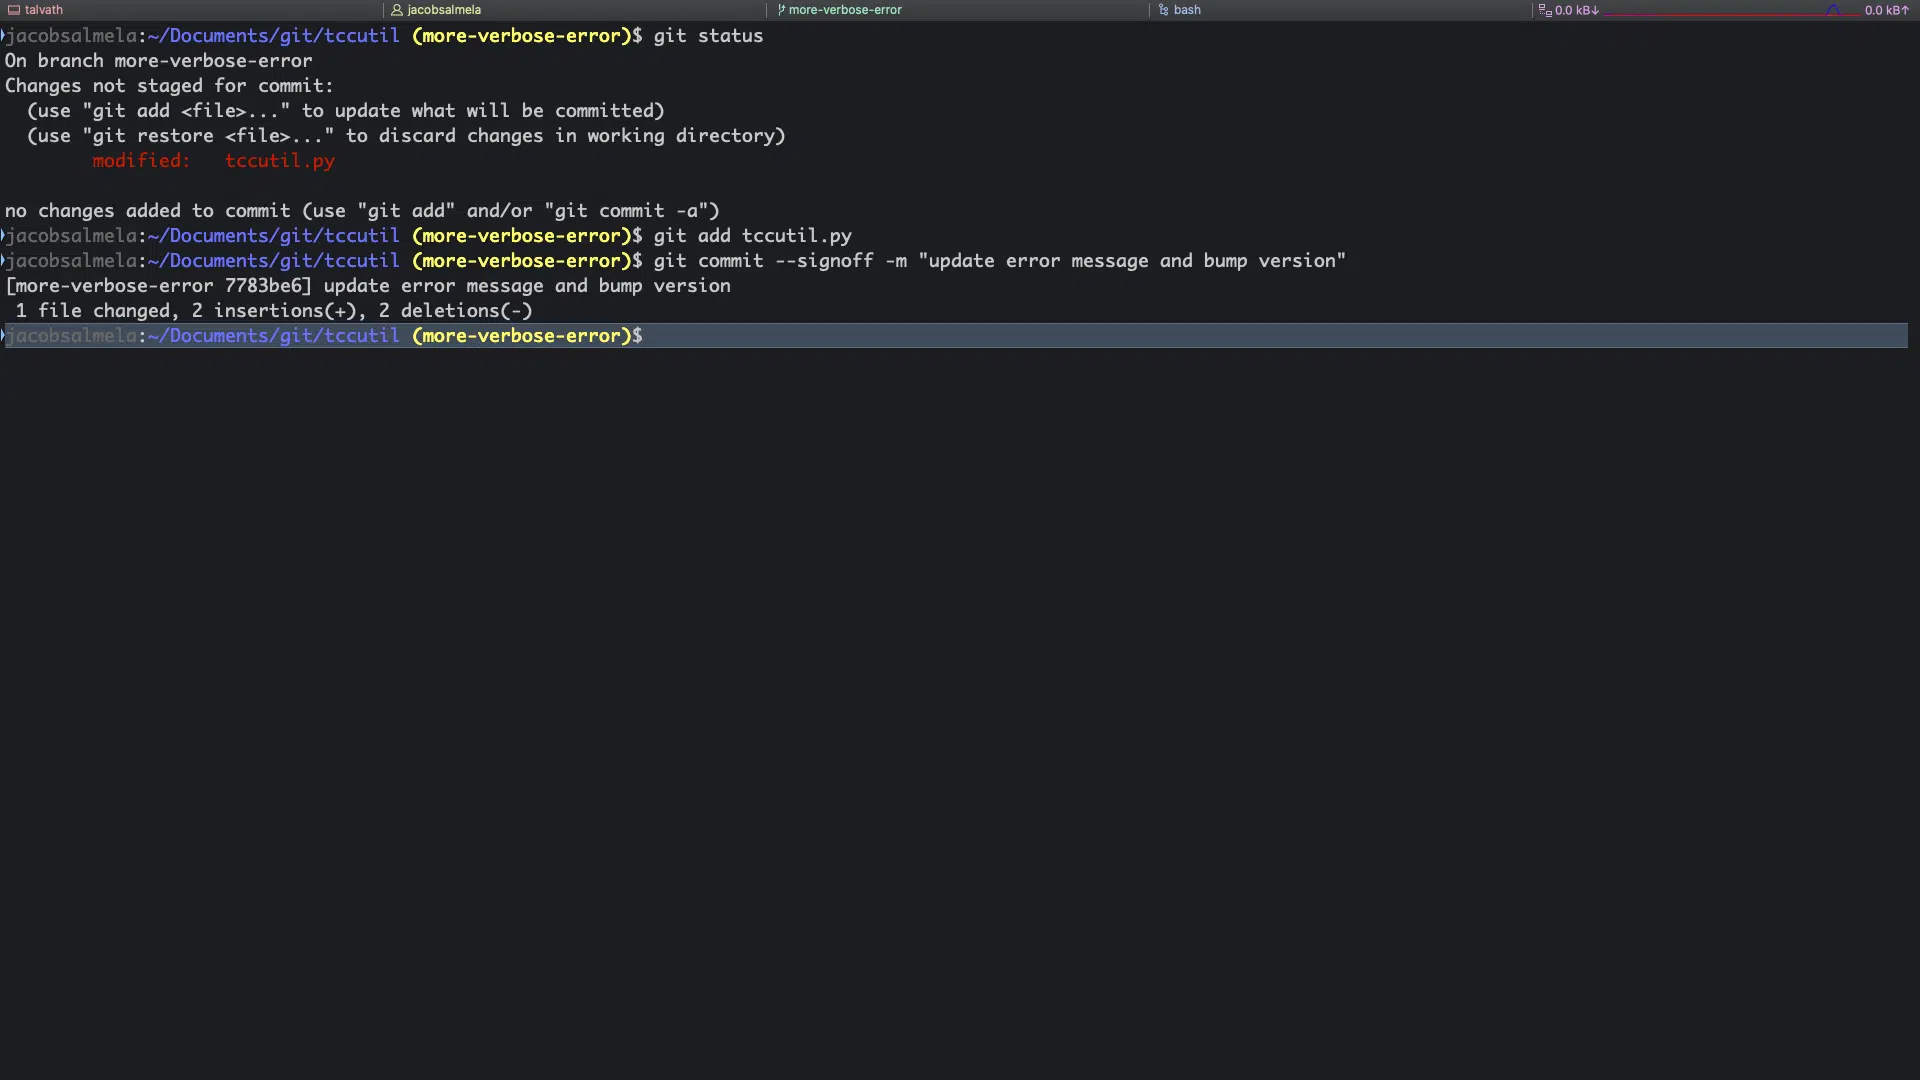 talvath jacobsalmela more-verbose-error bash 0.0 kB↓ 0.0 kB↑
jacobsalmela:~/Documents/git/tccutil (more-verbose-error)$ git status
On branch more-verbose-error
Changes not staged for commit:
  (use "git add <file>..." to update what will be committed)
  (use "git restore <file>..." to discard changes in working directory)
        modified:   tccutil.py

no changes added to commit (use "git add" and/or "git commit -a")
jacobsalmela:~/Documents/git/tccutil (more-verbose-error)$ git add tccutil.py
jacobsalmela:~/Documents/git/tccutil (more-verbose-error)$ git commit --signoff -m "update error message and bump version"
[more-verbose-error 7783be6] update error message and bump version
 1 file changed, 2 insertions(+), 2 deletions(-)
jacobsalmela:~/Documents/git/tccutil (more-verbose-error)$